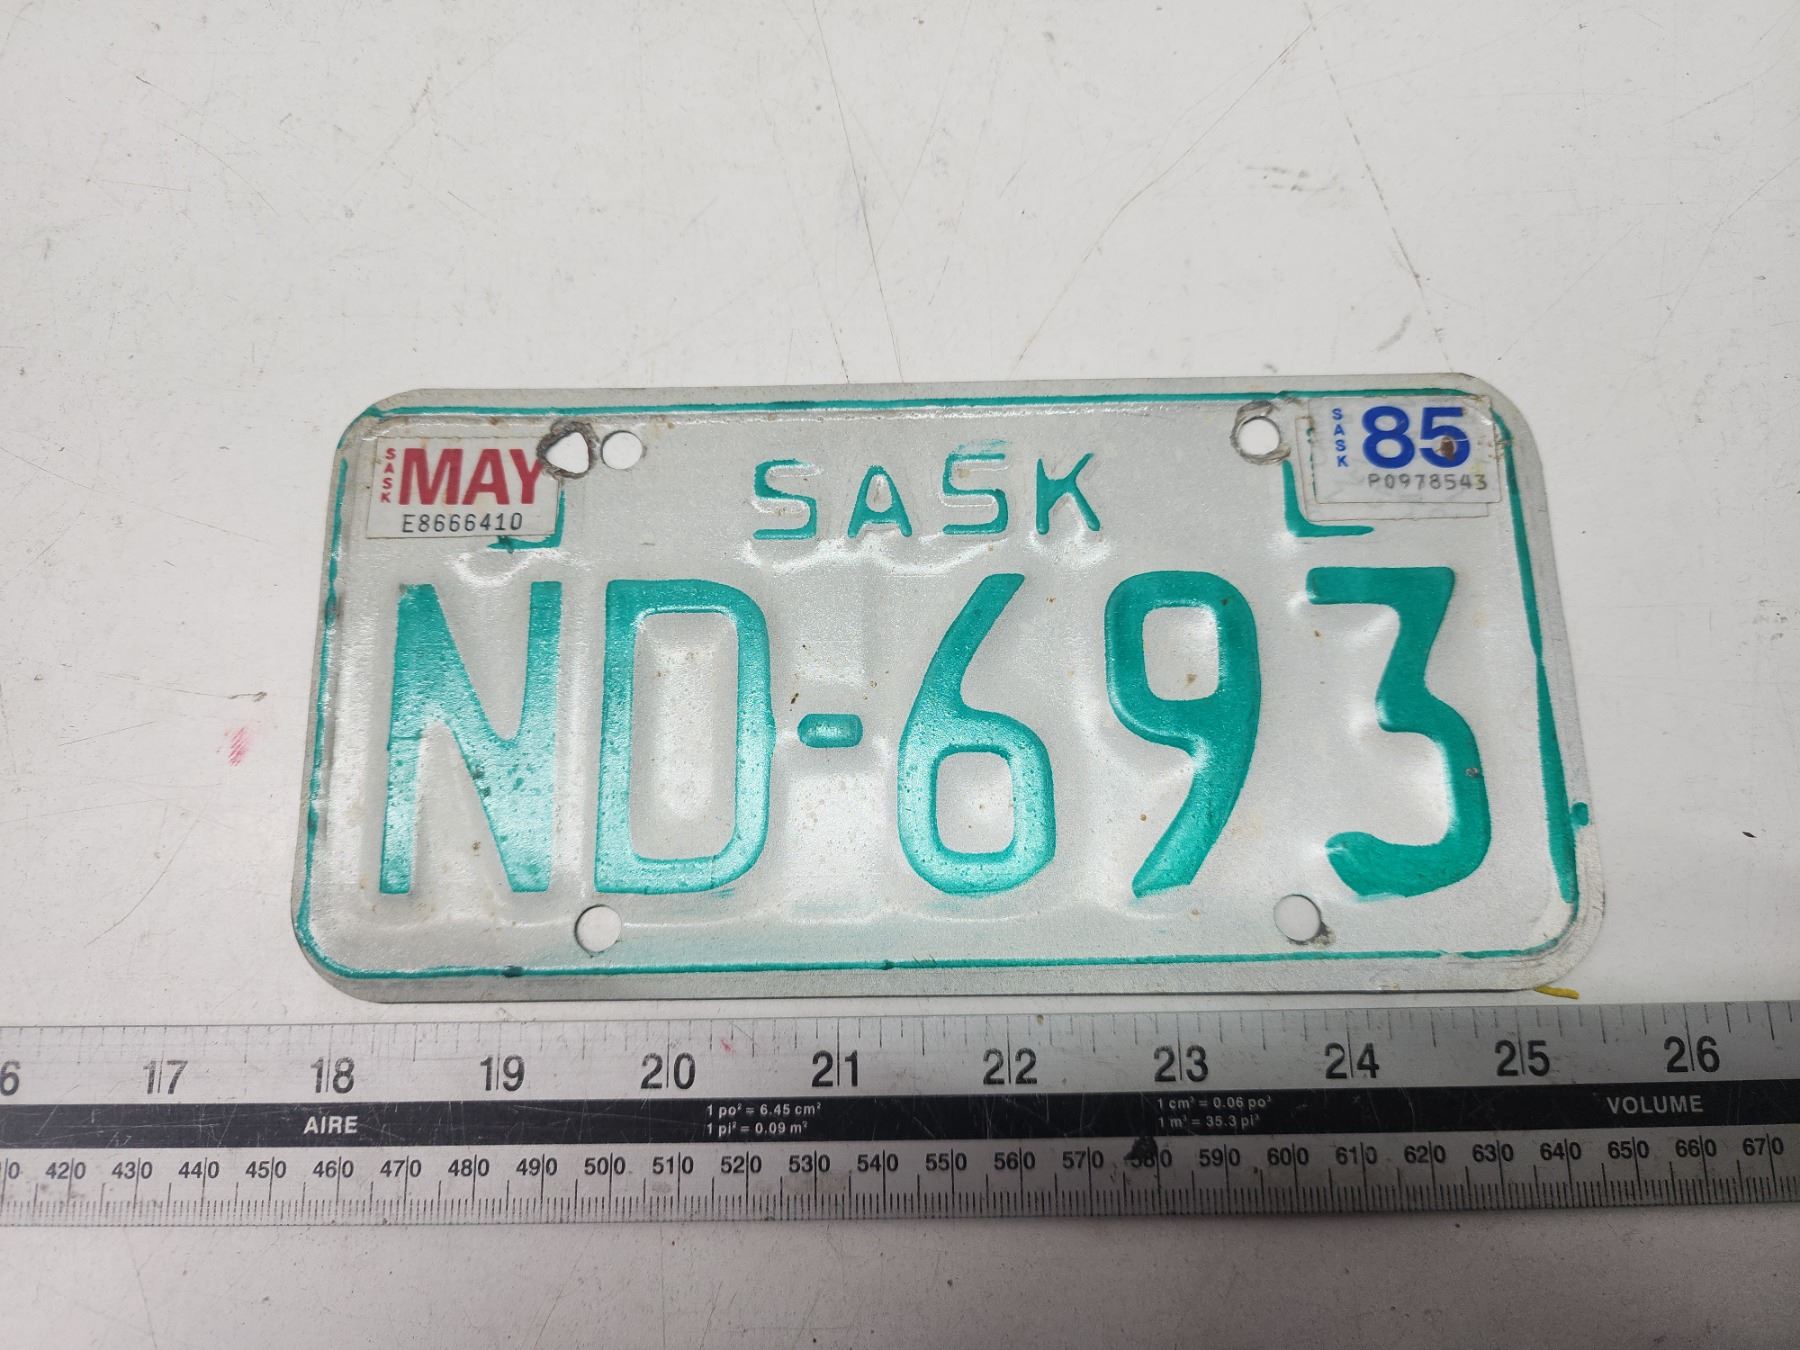 SASK MAY
E8666410
SASK
SASK 85
P0978543
ND-693
6 17 18 19 20 21 22 23 24 25 26
AIRE
1 po² = 6.45 cm²
1 pi² = 0.09 m²
1 cm³ = 0.06 po³
1 m³ = 35.3 pi³
VOLUME
420 430 440 450 460 470 480 490 500 510 520 530 540 550 560 570 580 590 600 610 620 630 640 650 660 670